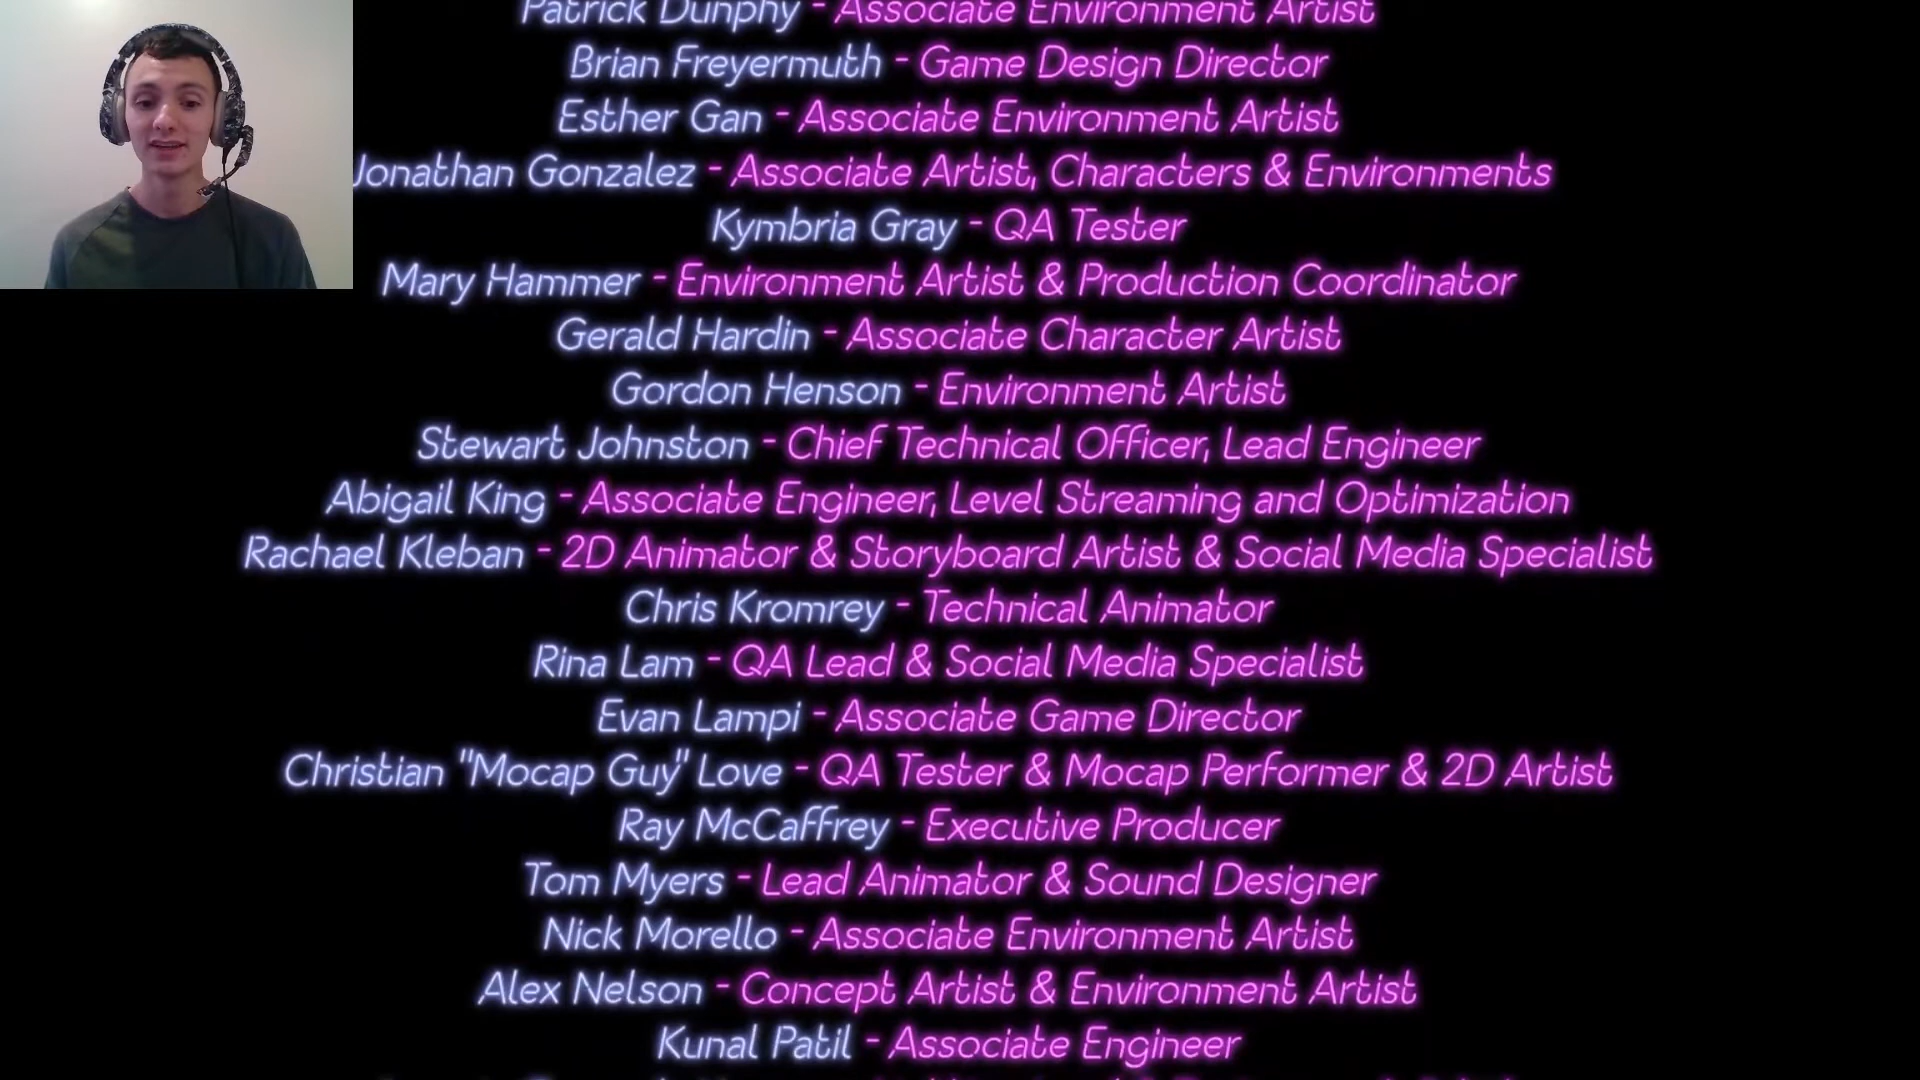 Patrick Dunphy - Associate Environment Artist
Brian Freyermuth - Game Design Director
Esther Gan - Associate Environment Artist
Jonathan Gonzalez - Associate Artist, Characters & Environments
Kymbria Gray - QA Tester
Mary Hammer - Environment Artist & Production Coordinator
Gerald Hardin - Associate Character Artist
Gordon Henson - Environment Artist
Stewart Johnston - Chief Technical Officer, Lead Engineer
Abigail King - Associate Engineer, Level Streaming and Optimization
Rachael Kleban - 2D Animator & Storyboard Artist & Social Media Specialist
Chris Kromrey - Technical Animator
Rina Lam - QA Lead & Social Media Specialist
Evan Lampi - Associate Game Director
Christian "Mocap Guy" Love - QA Tester & Mocap Performer & 2D Artist
Ray McCaffrey - Executive Producer
Tom Myers - Lead Animator & Sound Designer
Nick Morello - Associate Environment Artist
Alex Nelson - Concept Artist & Environment Artist
Kunal Patil - Associate Engineer